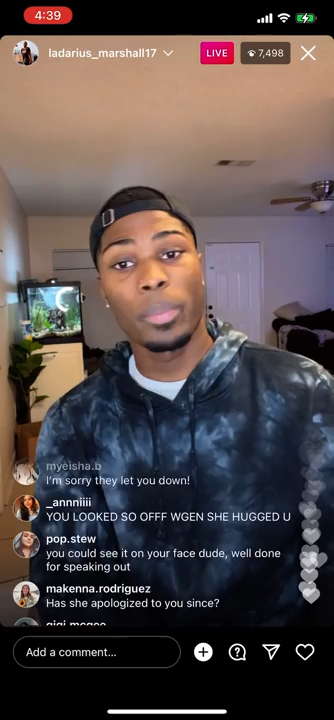 4:39
ladarius_marshall17
LIVE
7,498
myeisha.b
I'm sorry they let you down!
_annniiii
YOU LOOKED SO OFFF WGEN SHE HUGGED U
pop.stew
you could see it on your face dude, well done
for speaking out
makenna.rodriguez
Has she apologized to you since?
gigi.mcgee
Add a comment...